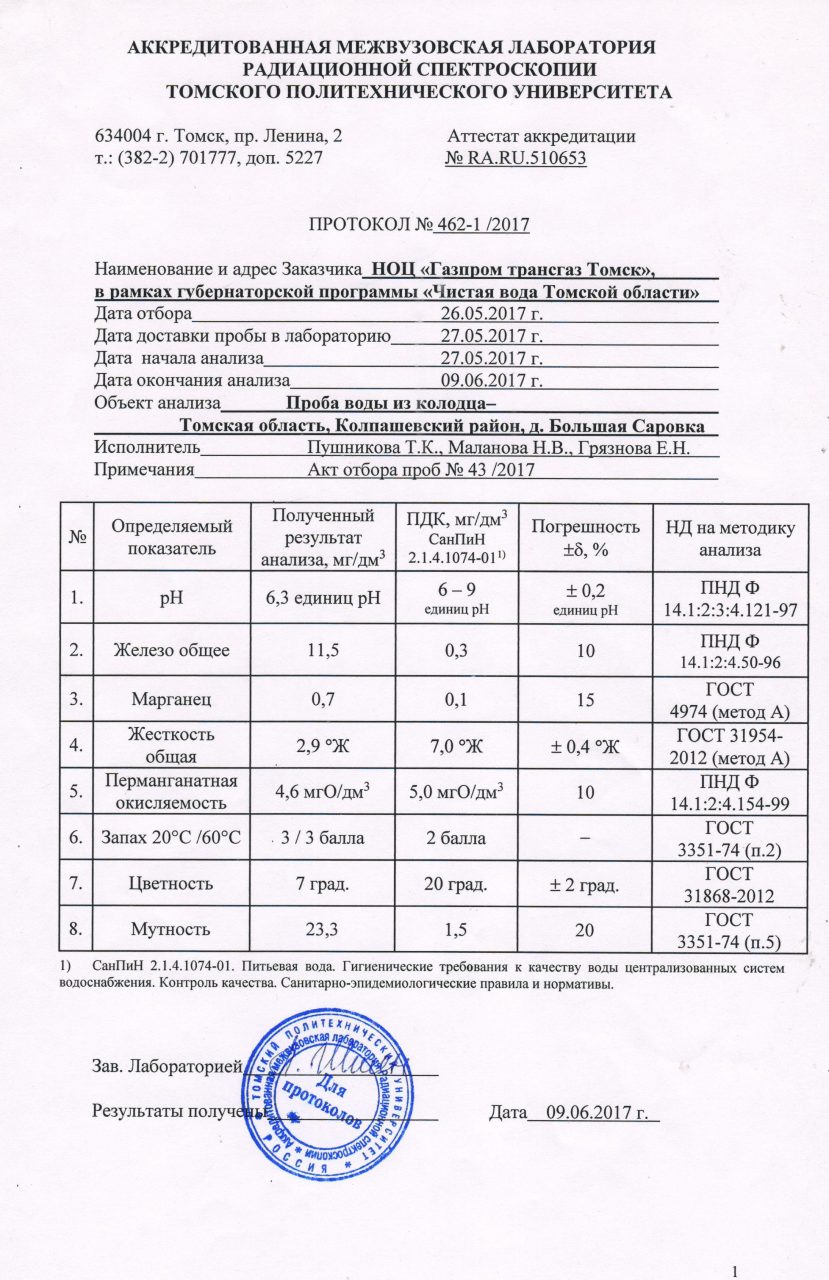 АККРЕДИТОВАННАЯ МЕЖВУЗОВСКАЯ ЛАБОРАТОРИЯ
РАДИАЦИОННОЙ СПЕКТРОСКОПИИ
ТОМСКОГО ПОЛИТЕХНИЧЕСКОГО УНИВЕРСИТЕТА
634004 г. Томск, пр. Ленина, 2 Аттестат аккредитации
т.: (382-2) 701777, доп. 5227 № RA.RU.510653
ПРОТОКОЛ № 462-1 /2017
Наименование и адрес Заказчика НОЦ «Газпром трансгаз Томск»,
в рамках губернаторской программы «Чистая вода Томской области»
Дата отбора 26.05.2017 г.
Дата доставки пробы в лабораторию 27.05.2017 г.
Дата начала анализа 27.05.2017 г.
Дата окончания анализа 09.06.2017 г.
Объект анализа Проба воды из колодца–
Томская область, Колпашевский район, д. Большая Саровка
Исполнитель Пушникова Т.К., Маланова Н.В., Грязнова Е.Н.
Примечания Акт отбора проб № 43 /2017
№ Определяемый показатель Полученный результат анализа, мг/дм³ ПДК, мг/дм³ СанПиН 2.1.4.1074-01¹⁾ Погрешность ±δ, % НД на методику анализа
1. pH 6,3 единиц pH 6 – 9 единиц pH ± 0,2 единиц pH ПНД Ф 14.1:2:3:4.121-97
2. Железо общее 11,5 0,3 10 ПНД Ф 14.1:2:4.50-96
3. Марганец 0,7 0,1 15 ГОСТ 4974 (метод А)
4. Жесткость общая 2,9 °Ж 7,0 °Ж ± 0,4 °Ж ГОСТ 31954-2012 (метод А)
5. Перманганатная окисляемость 4,6 мгО/дм³ 5,0 мгО/дм³ 10 ПНД Ф 14.1:2:4.154-99
6. Запах 20°С /60°С 3 / 3 балла 2 балла – ГОСТ 3351-74 (п.2)
7. Цветность 7 град. 20 град. ± 2 град. ГОСТ 31868-2012
8. Мутность 23,3 1,5 20 ГОСТ 3351-74 (п.5)
1) СанПиН 2.1.4.1074-01. Питьевая вода. Гигиенические требования к качеству воды централизованных систем
водоснабжения. Контроль качества. Санитарно-эпидемиологические правила и нормативы.
Зав. Лабораторией
Результаты получены Дата 09.06.2017 г.
ТОМСКИЙ ПОЛИТЕХНИЧЕСКИЙ УНИВЕРСИТЕТ
РОССИЯ
Аккредитованная межвузовская лаборатория радиационной спектроскопии
Для
протоколов
1